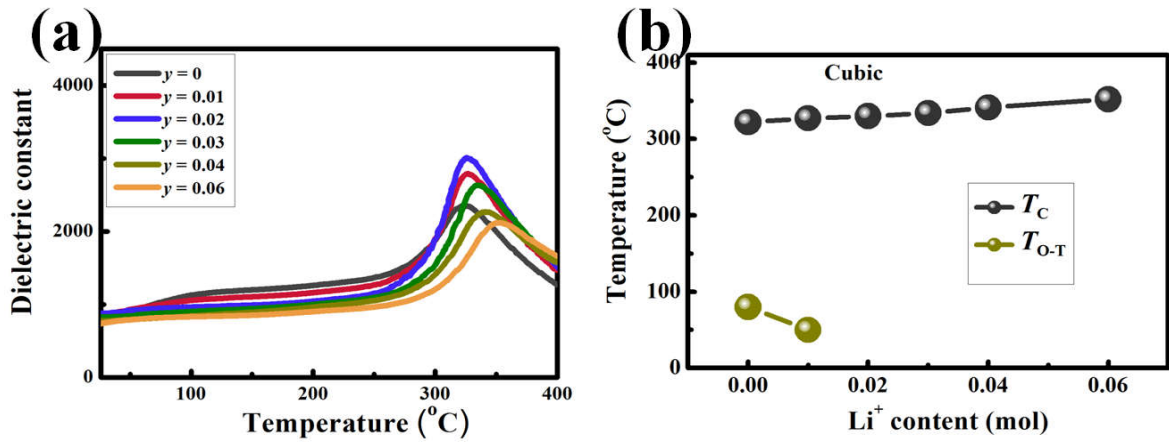 (a)
4000
2000
0
Dielectric constant
y = 0
y = 0.01
y = 0.02
y = 0.03
y = 0.04
y = 0.06
100
200
300
400
Temperature (°C)
(b)
400
300
200
100
0
Temperature (°C)
Cubic
T_C
T_O-T
0.00
0.02
0.04
0.06
Li⁺ content (mol)